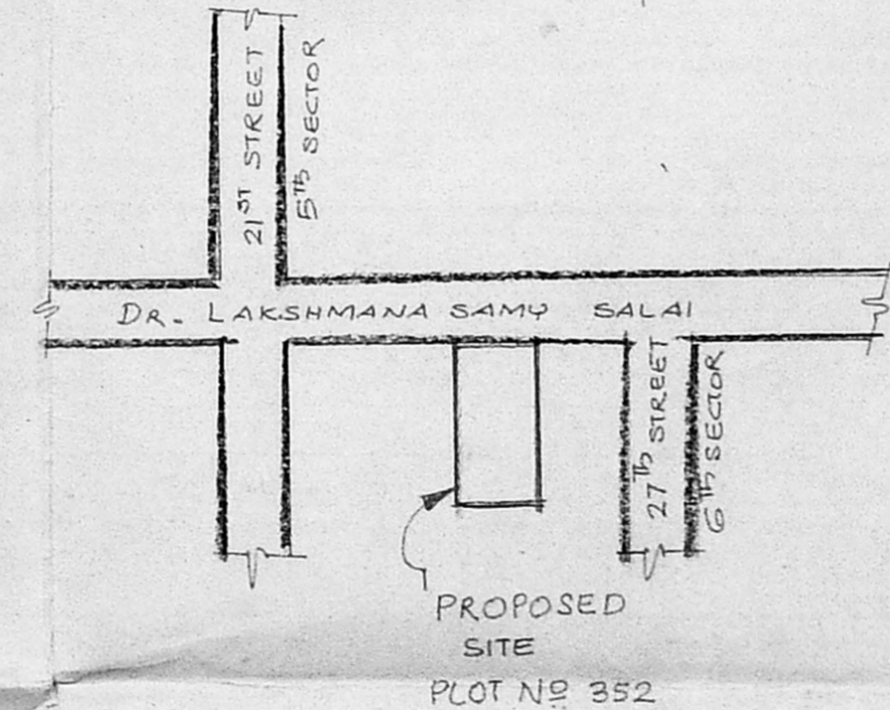 21ST STREET
5TH SECTOR
DR. LAKSHMANA SAMY SALAI
27TH STREET
6TH SECTOR
PROPOSED
SITE
PLOT Nº 352